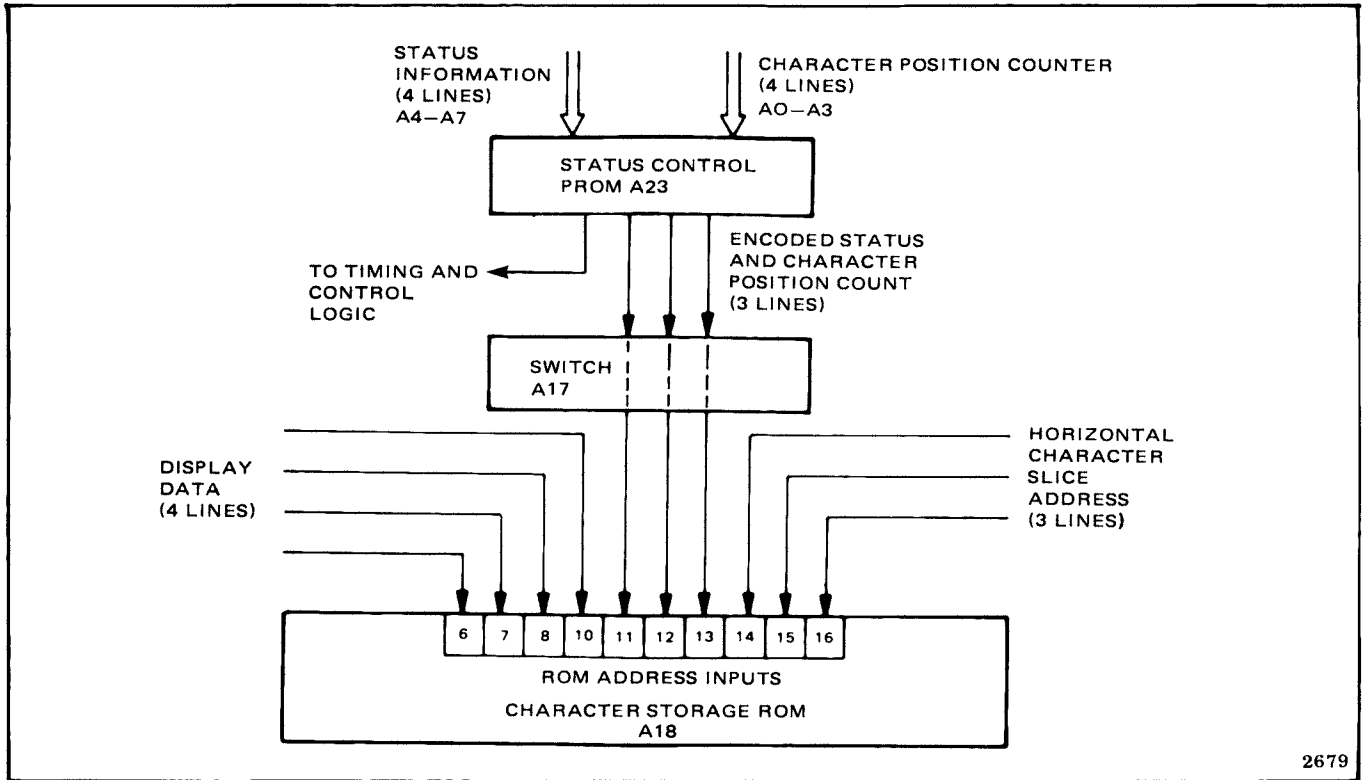 STATUS
INFORMATION
(4 LINES)
A4–A7
CHARACTER POSITION COUNTER
(4 LINES)
AO–A3
STATUS CONTROL
PROM A23
TO TIMING AND
CONTROL
LOGIC
ENCODED STATUS
AND CHARACTER
POSITION COUNT
(3 LINES)
SWITCH
A17
DISPLAY
DATA
(4 LINES)
HORIZONTAL
CHARACTER
SLICE
ADDRESS
(3 LINES)
6 7 8 10 11 12 13 14 15 16
ROM ADDRESS INPUTS
CHARACTER STORAGE ROM
A18
2679